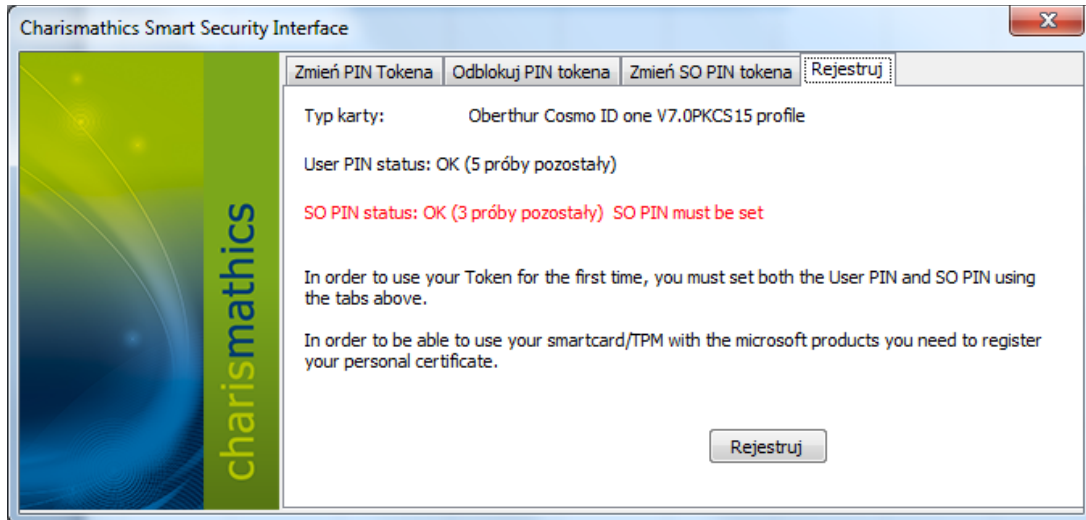 Charismathics Smart Security Interface
Zmień PIN Tokena Odblokuj PIN tokena Zmień SO PIN tokena Rejestruj
Typ karty: Oberthur Cosmo ID one V7.0PKCS15 profile
User PIN status: OK (5 próby pozostały)
SO PIN status: OK (3 próby pozostały) SO PIN must be set
In order to use your Token for the first time, you must set both the User PIN and SO PIN using
the tabs above.
In order to be able to use your smartcard/TPM with the microsoft products you need to register
your personal certificate.
Rejestruj
charismathics